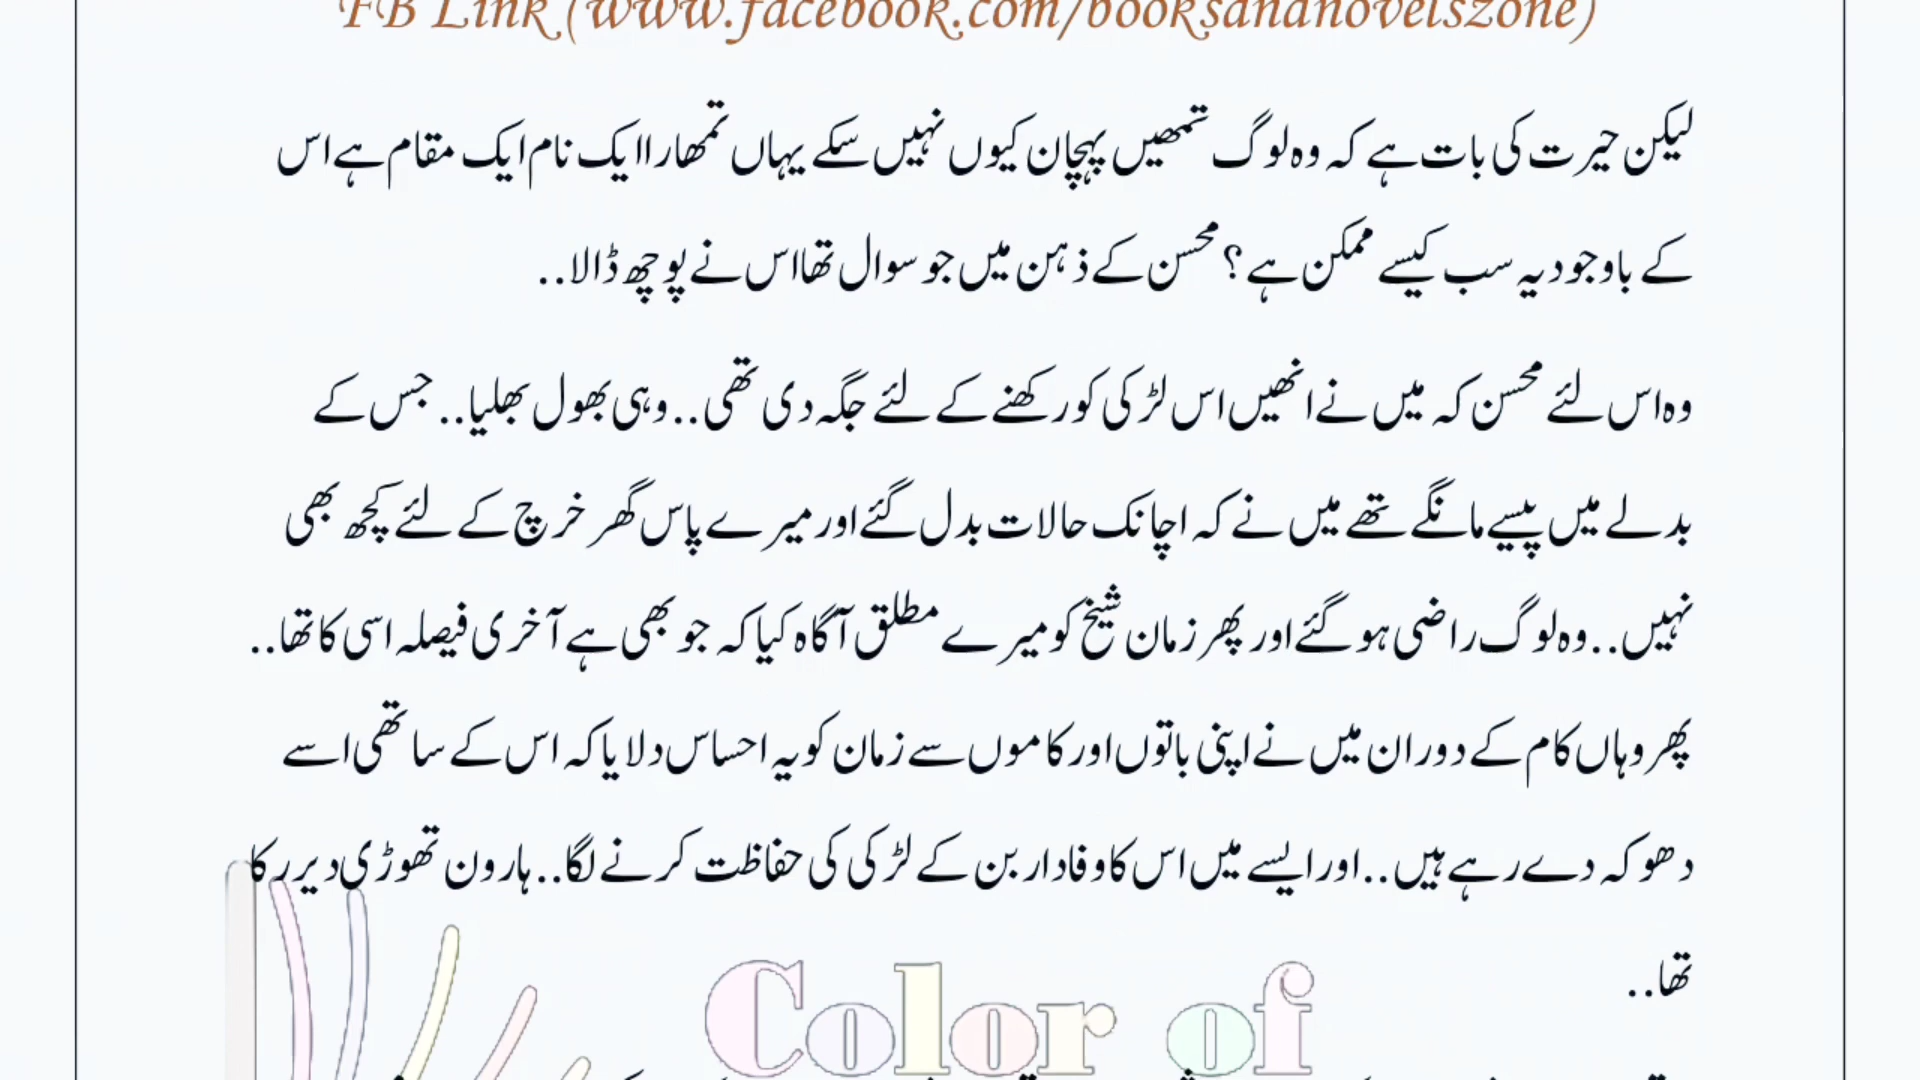 FB Link (www.facebook.com/booksandnovelszone)
لیکن حیرت کی بات ہے کہ وہ لوگ تمھیں پہچان کیوں نہیں سکے یہاں تمھارا ایک نام ایک مقام ہے اس
کے باوجود یہ سب کیسے ممکن ہے؟ محسن کے ذہن میں جو سوال تھا اس نے پوچھ ڈالا..
وہ اس لئے محسن کہ میں نے انھیں اس لڑکی کو رکھنے کے لئے جگہ دی تھی.. وہی بھول بھلیا.. جس کے
بدلے میں پیسے مانگے تھے میں نے کہ اچانک حالات بدل گئے اور میرے پاس گھر خرچ کے لئے کچھ بھی
نہیں.. وہ لوگ راضی ہو گئے اور پھر زمان شیخ کو میرے مطلق آگاہ کیا کہ جو بھی ہے آخری فیصلہ اسی کا تھا..
پھر وہاں کام کے دوران میں نے اپنی باتوں اور کاموں سے زمان کو یہ احساس دلایا کہ اس کے ساتھی اسے
دھوکہ دے رہے ہیں.. اور ایسے میں اس کا وفادار بن کے لڑکی کی حفاظت کرنے لگا.. ہارون تھوڑی دیر رکا
تھا..
Color of